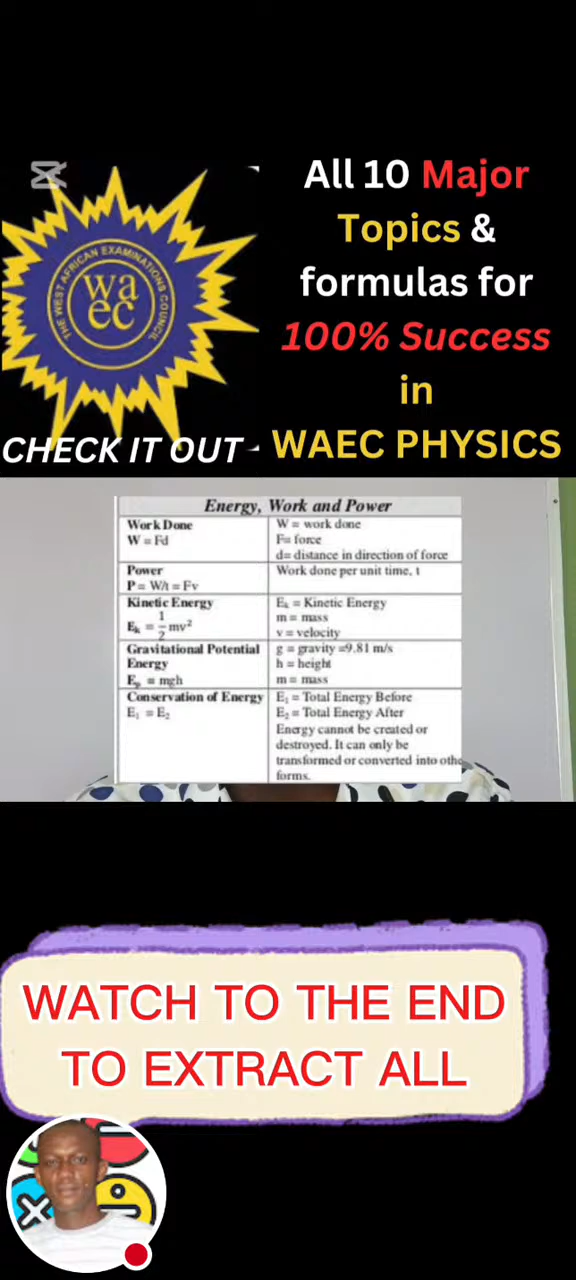 THE WEST AFRICAN EXAMINATIONS COUNCIL
wa
ec
CHECK IT OUT -
All 10 Major
Topics &
formulas for
100% Success
in
WAEC PHYSICS
Energy, Work and Power
Work Done
W = Fd
W = work done
F= force
d= distance in direction of force
Power
P = W/t = Fv
Work done per unit time, t
Kinetic Energy
Eₖ = 1/2 mv²
Eₖ = Kinetic Energy
m = mass
v = velocity
Gravitational Potential
Energy
Eₚ = mgh
g = gravity =9.81 m/s
h = height
m = mass
Conservation of Energy
E₁ = E₂
E₁ = Total Energy Before
E₂ = Total Energy After
Energy cannot be created or
destroyed. It can only be
transformed or converted into othe
forms.
WATCH TO THE END
TO EXTRACT ALL